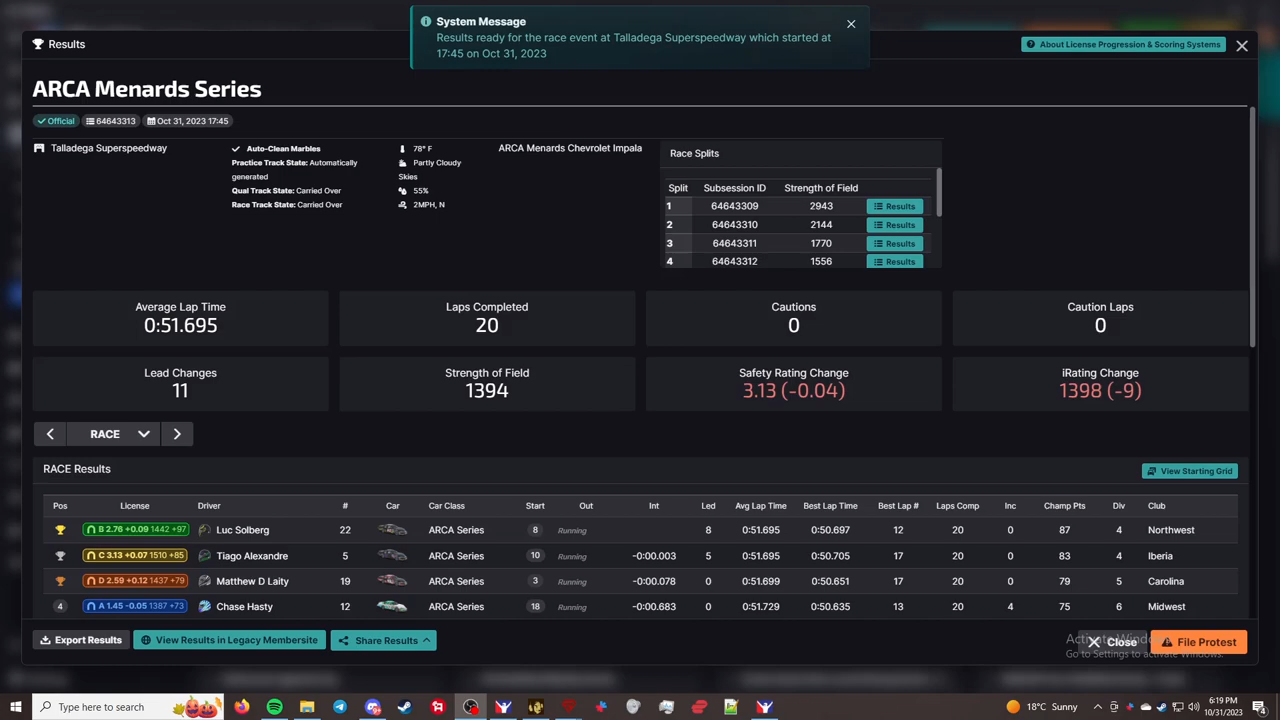 System Message
Results ready for the race event at Talladega Superspeedway which started at
17:45 on Oct 31, 2023
Results
About License Progression & Scoring Systems
ARCA Menards Series
Official 64643313 Oct 31, 2023 17:45
Talladega Superspeedway
Auto-Clean Marbles
Practice Track State: Automatically
generated
Qual Track State: Carried Over
Race Track State: Carried Over
78° F
Partly Cloudy
Skies
55%
2MPH, N
ARCA Menards Chevrolet Impala
Race Splits
Split Subsession ID Strength of Field
1 64643309 2943 Results
2 64643310 2144 Results
3 64643311 1770 Results
4 64643312 1556 Results
Average Lap Time
0:51.695
Laps Completed
20
Cautions
0
Caution Laps
0
Lead Changes
11
Strength of Field
1394
Safety Rating Change
3.13 (-0.04)
iRating Change
1398 (-9)
RACE
RACE Results
View Starting Grid
Pos License Driver # Car Car Class Start Out Int Led Avg Lap Time Best Lap Time Best Lap # Laps Comp Inc Champ Pts Div Club
B 2.76 +0.09 1442 +97 Luc Solberg 22 ARCA Series 8 Running 8 0:51.695 0:50.697 12 20 0 87 4 Northwest
C 3.13 +0.07 1510 +85 Tiago Alexandre 5 ARCA Series 10 Running -0:00.003 5 0:51.695 0:50.705 17 20 0 83 4 Iberia
D 2.59 +0.12 1437 +79 Matthew D Laity 19 ARCA Series 3 Running -0:00.078 0 0:51.699 0:50.651 17 20 0 79 5 Carolina
4 A 1.45 -0.05 1387 +73 Chase Hasty 12 ARCA Series 18 Running -0:00.683 0 0:51.729 0:50.635 13 20 4 75 6 Midwest
Export Results
View Results in Legacy Membersite
Share Results
Close
File Protest
Go to Settings to activate Windows.
Type here to search
18°C Sunny
6:19 PM
10/31/2023